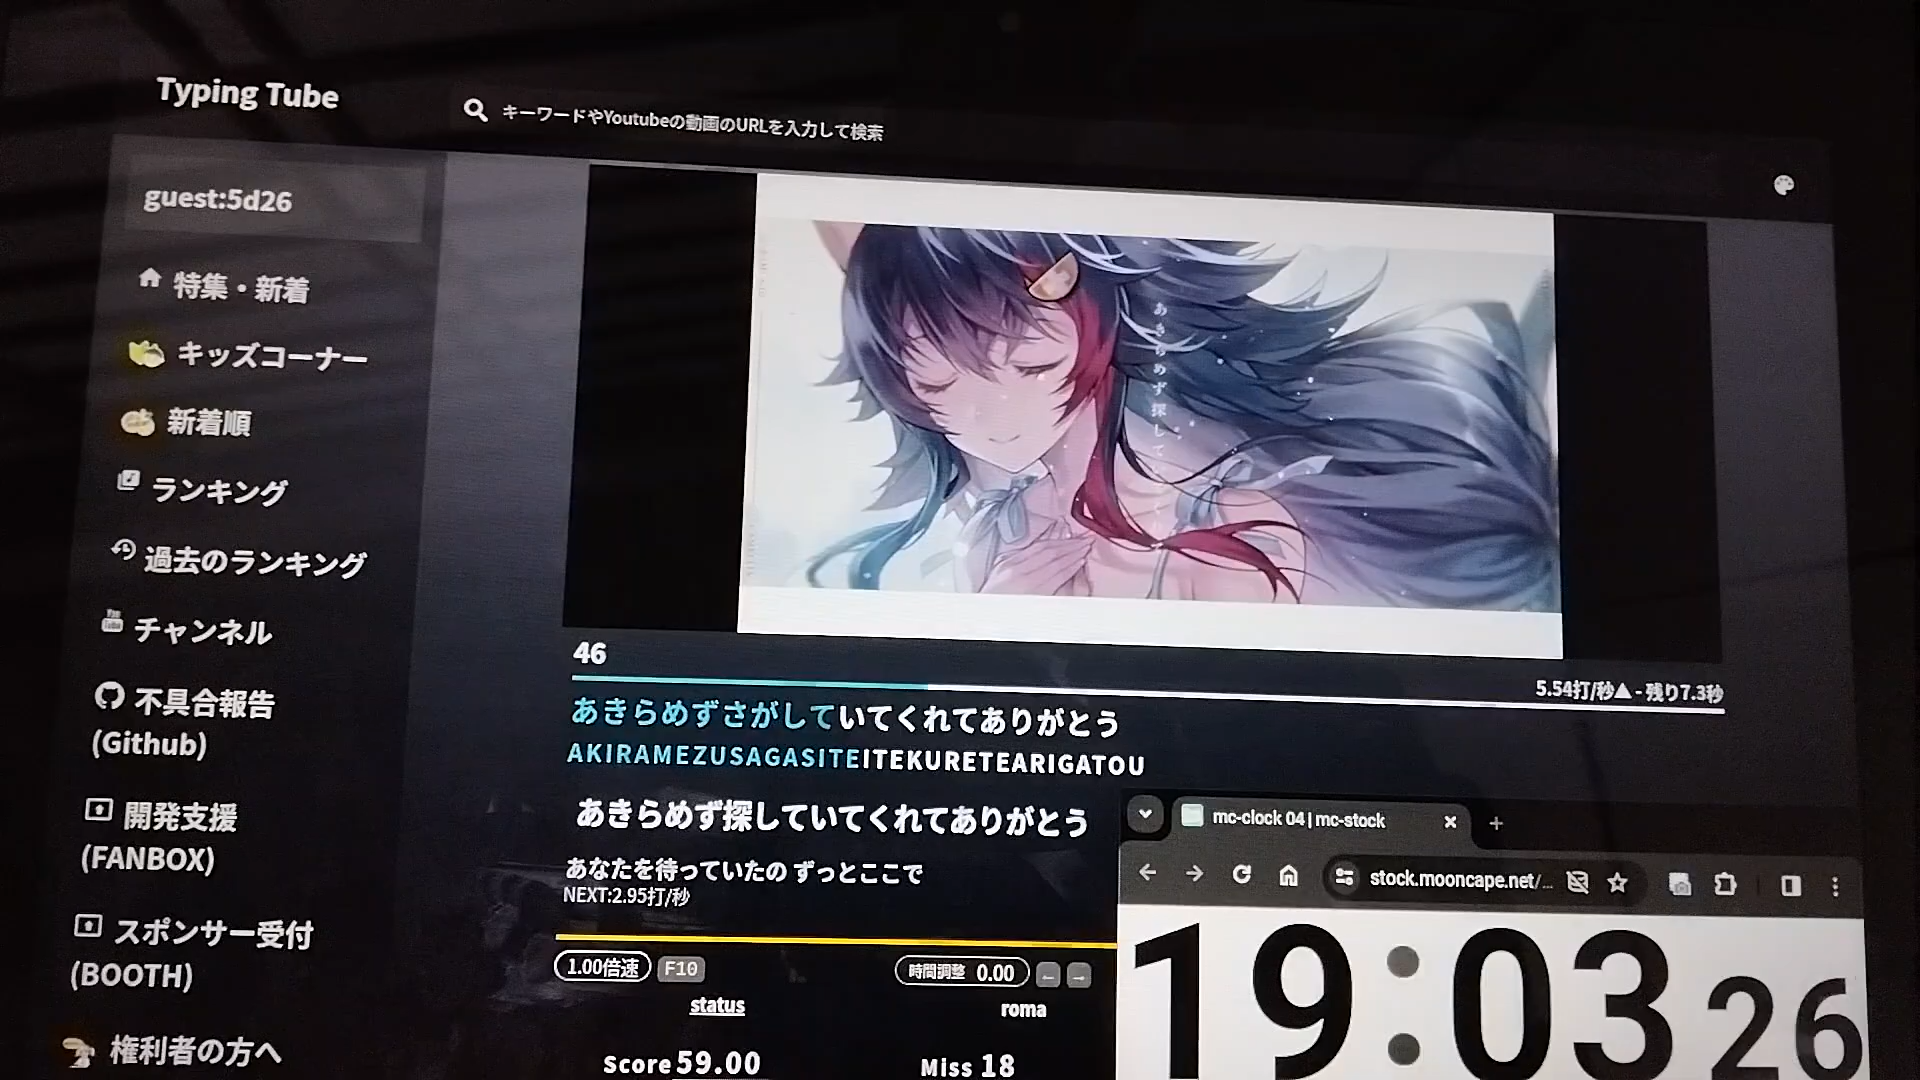 Typing Tube
キーワードやYoutubeの動画のURLを入力して検索
guest:5d26
特集・新着
キッズコーナー
新着順
ランキング
過去のランキング
チャンネル
不具合報告
(Github)
開発支援
(FANBOX)
スポンサー受付
(BOOTH)
権利者の方へ
あきらめず探して
46
5.54打/秒▲ - 残り7.3秒
あきらめずさがしていてくれてありがとう
AKIRAMEZUSAGASITEITEKURETEARIGATOU
あきらめず探していてくれてありがとう
あなたを待っていたの ずっとここで
NEXT:2.95打/秒
1.00倍速 F10
時間調整 0.00 ← →
status
roma
Score 59.00
Miss 18
mc-clock 04 | mc-stock
stock.mooncape.net/...
19:03 26